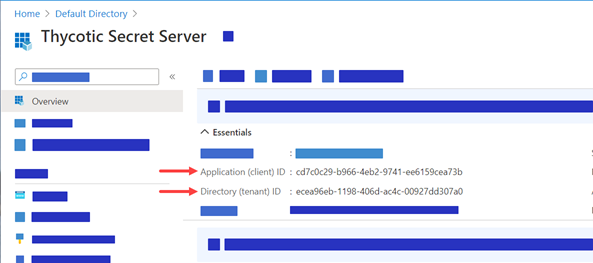 Home > Default Directory >
Thycotic Secret Server
«
Overview
Essentials
:
Application (client) ID : cd7c0c29-b966-4eb2-9741-ee6159cea73b
Directory (tenant) ID : ecea96eb-1198-406d-ac4c-00927dd307a0
: